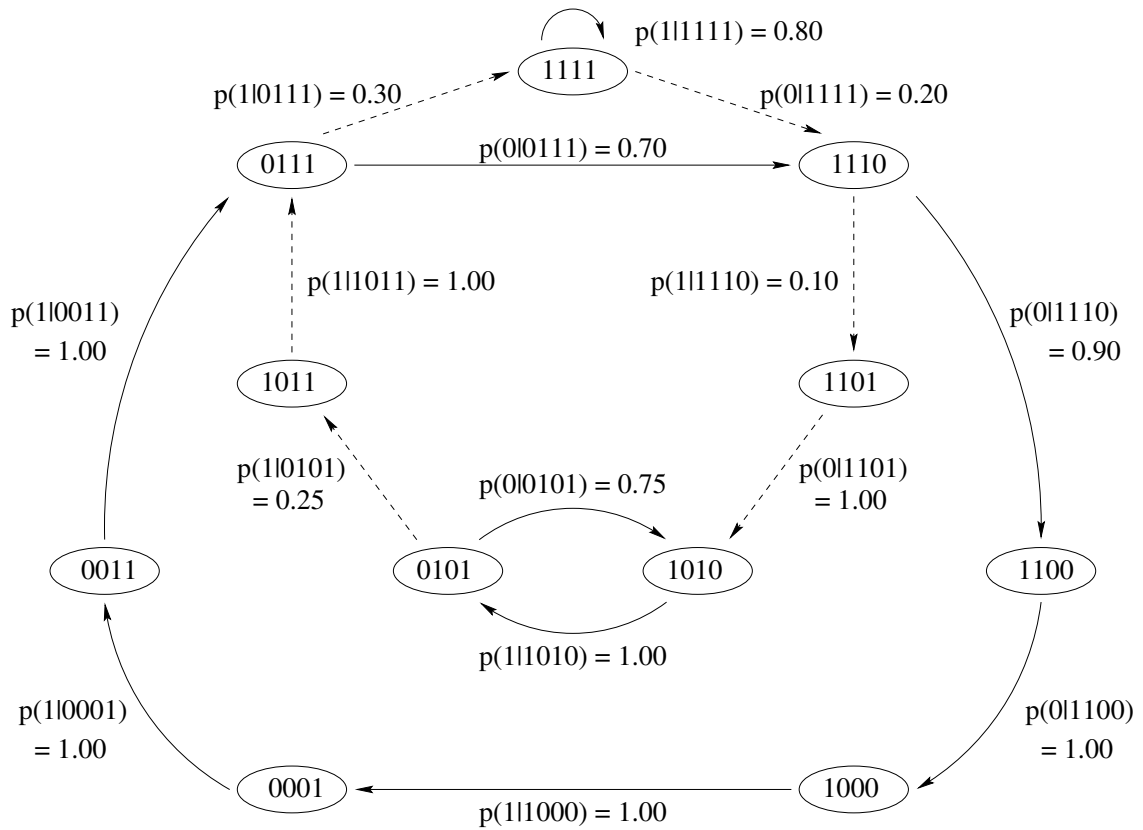 p(1|1111) = 0.80
1111
p(1|0111) = 0.30
p(0|1111) = 0.20
p(0|0111) = 0.70
0111
1110
p(1|1011) = 1.00
p(1|1110) = 0.10
p(1|0011)
= 1.00
p(0|1110)
= 0.90
1011
1101
p(1|0101)
= 0.25
p(0|0101) = 0.75
p(0|1101)
= 1.00
0011
0101
1010
1100
p(1|1010) = 1.00
p(1|0001)
= 1.00
p(0|1100)
= 1.00
0001
1000
p(1|1000) = 1.00